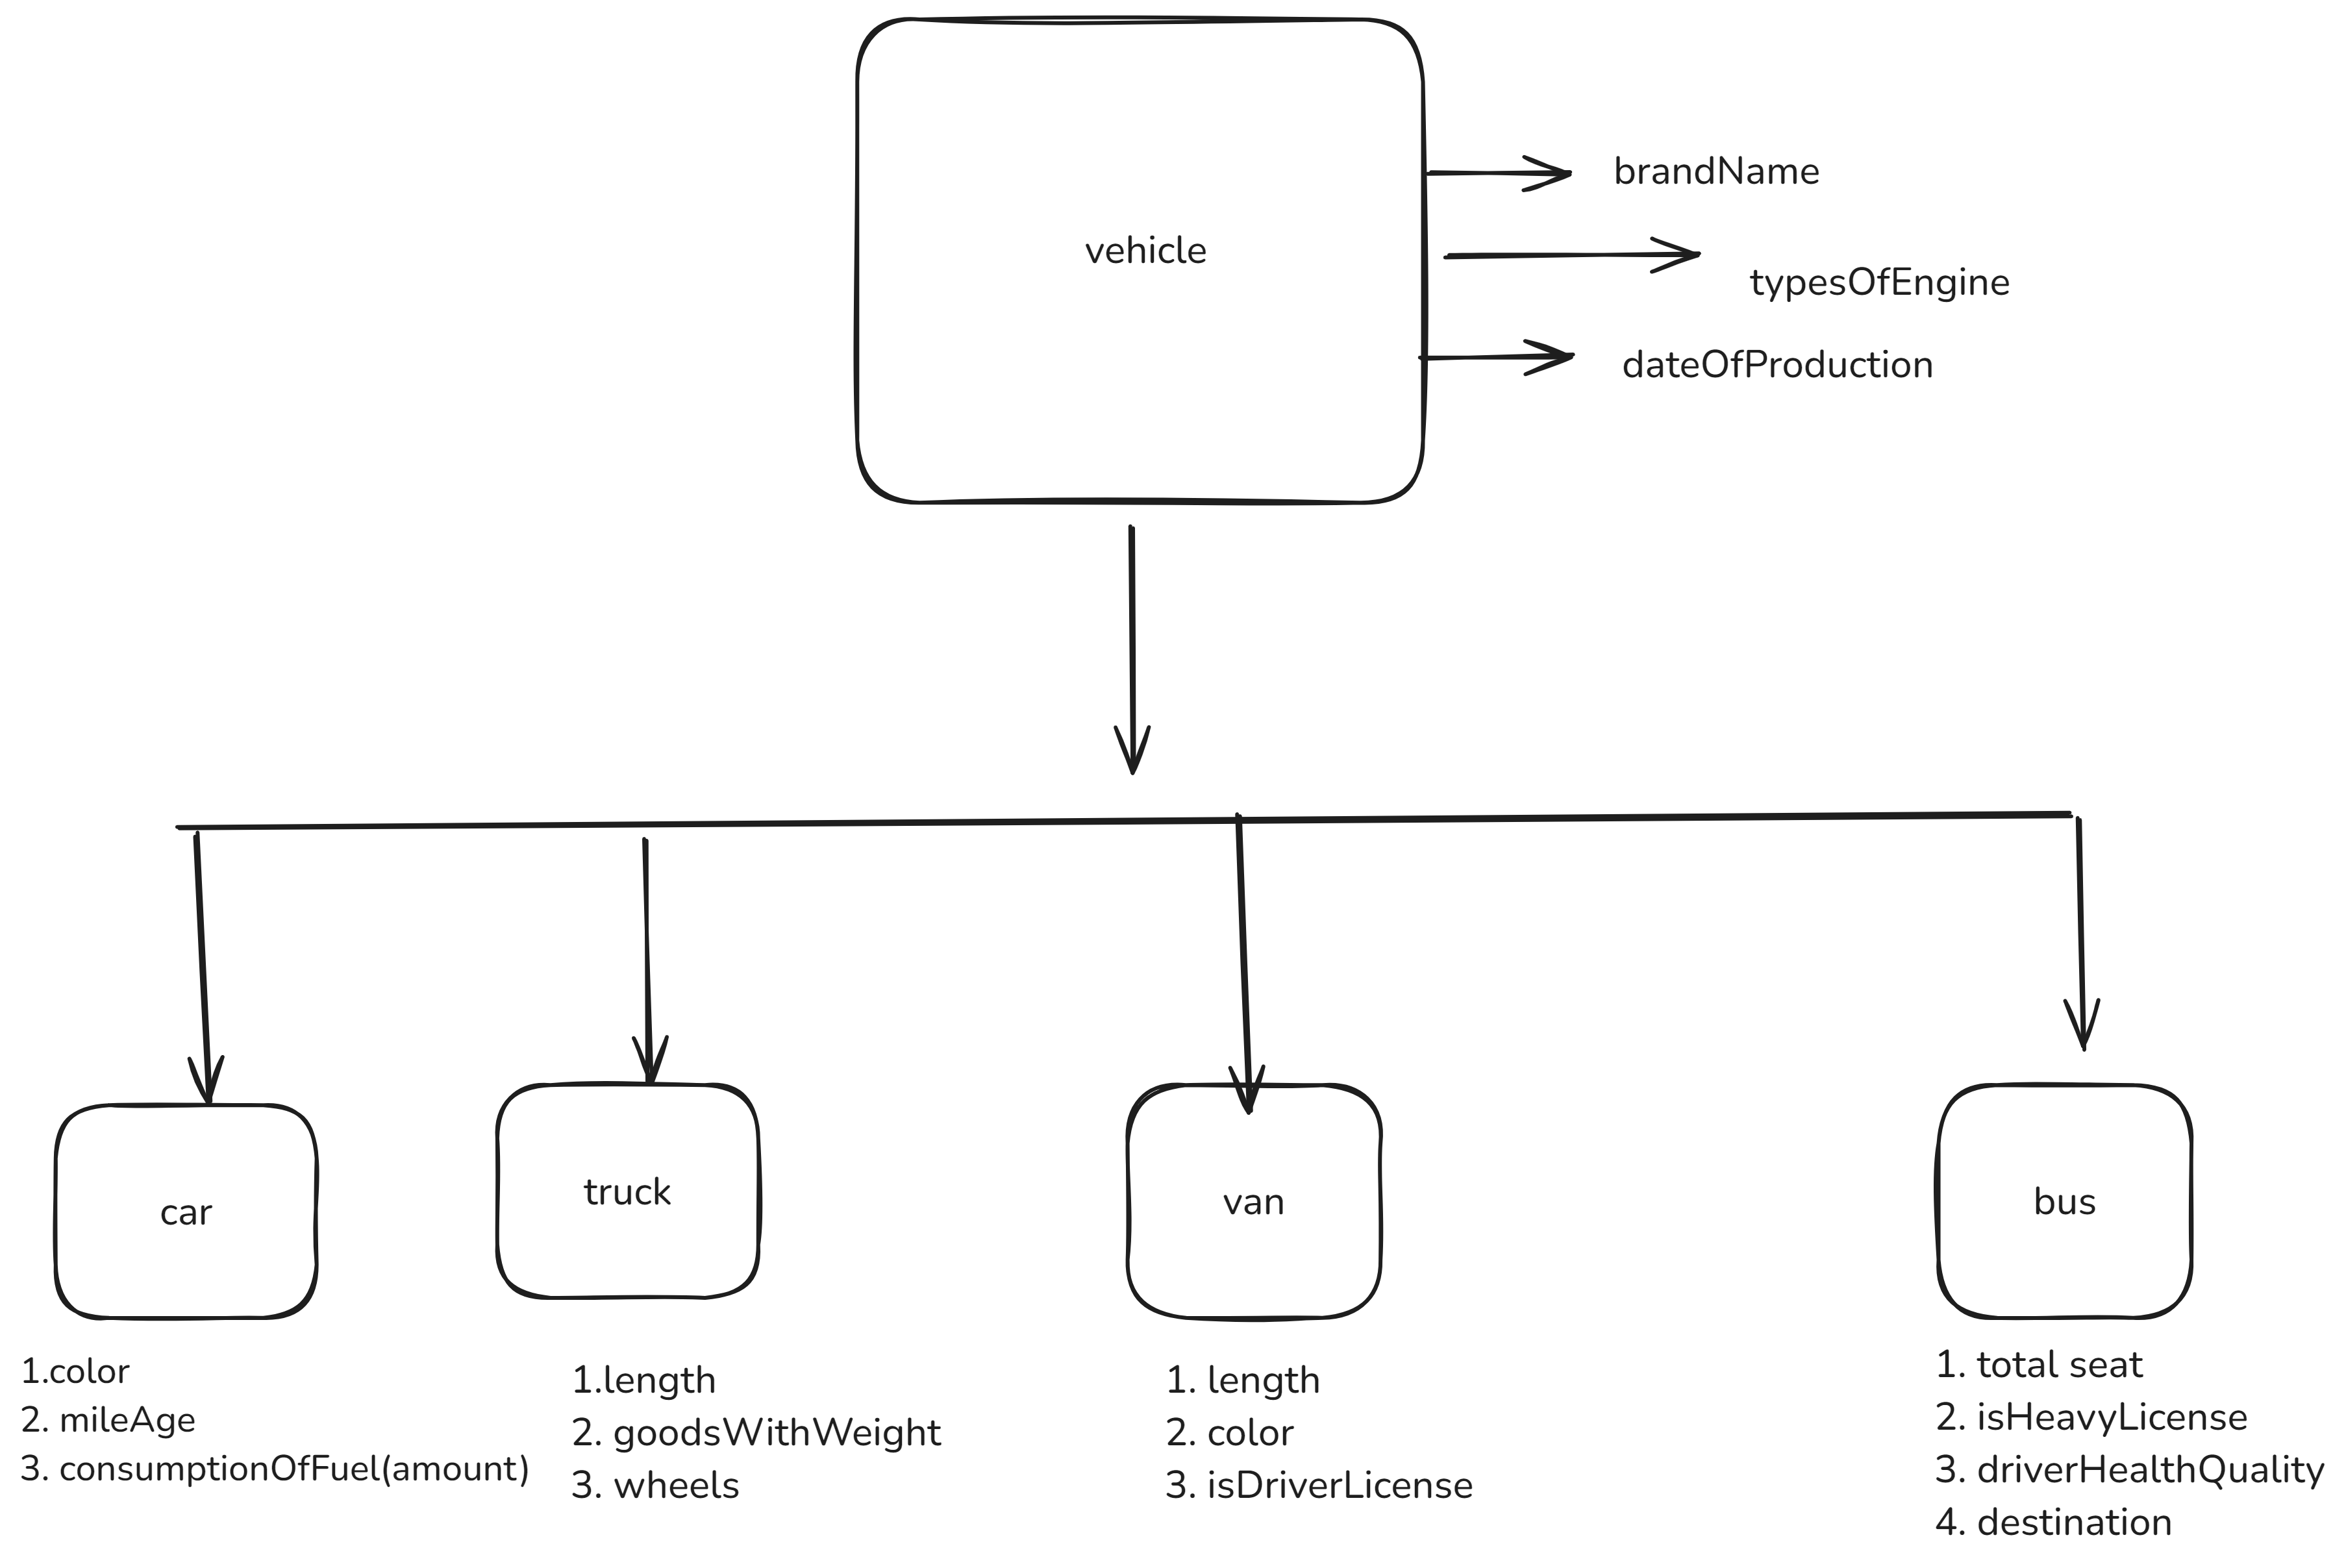 vehicle
brandName
typesOfEngine
dateOfProduction
car
truck
van
bus
1.color
2. mileAge
3. consumptionOfFuel(amount)
1.length
2. goodsWithWeight
3. wheels
1. length
2. color
3. isDriverLicense
1. total seat
2. isHeavyLicense
3. driverHealthQuality
4. destination